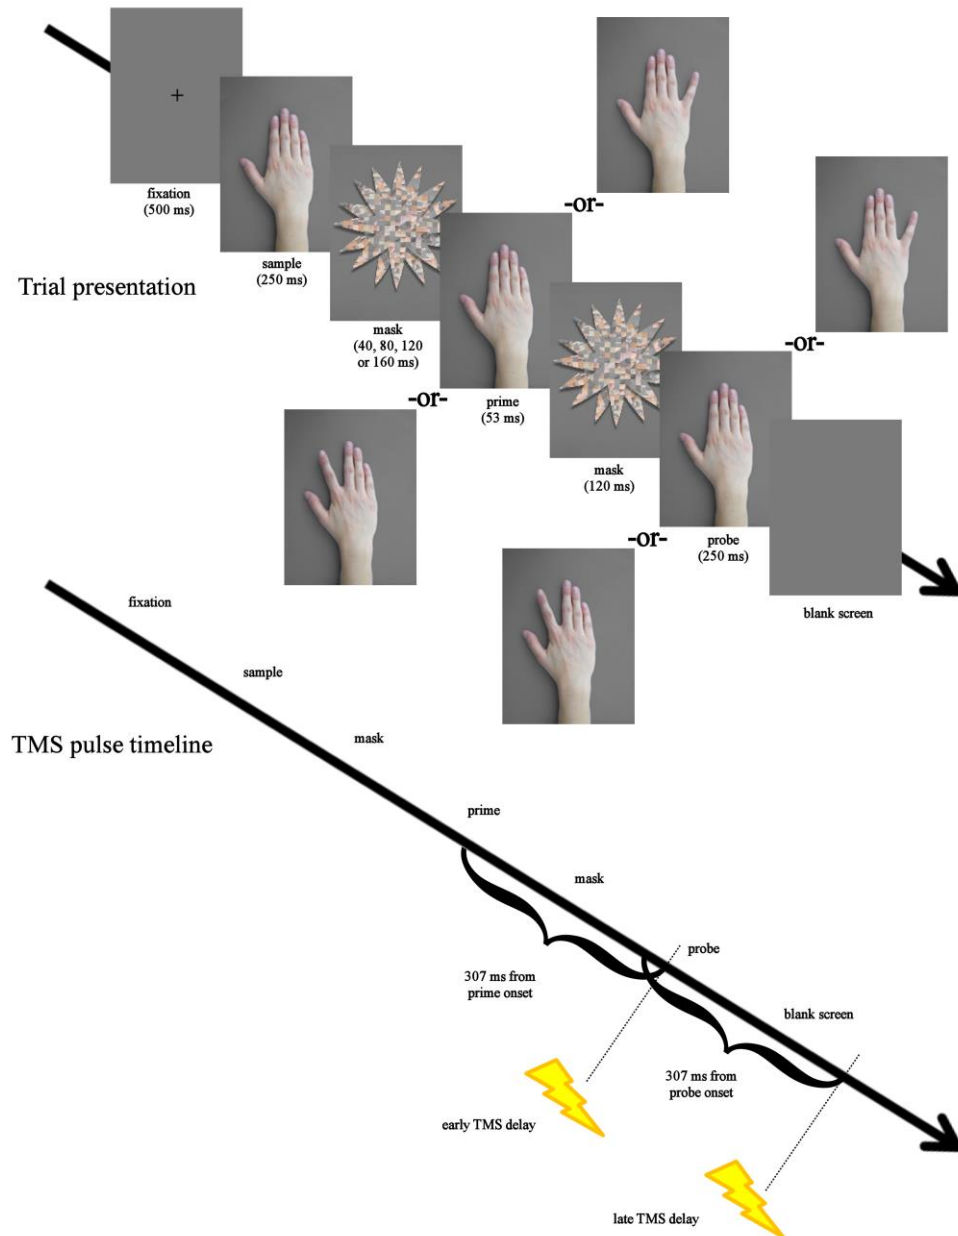 +
fixation
(500 ms)
-or-
sample
(250 ms)
Trial presentation
mask
(40, 80, 120
or 160 ms)
-or-
-or-
prime
(53 ms)
mask
(120 ms)
-or-
probe
(250 ms)
blank screen
fixation
sample
TMS pulse timeline
mask
prime
mask
probe
307 ms from
prime onset
blank screen
307 ms from
probe onset
early TMS delay
late TMS delay